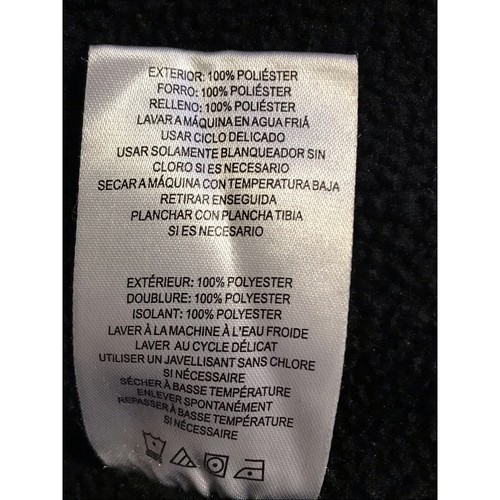 EXTERIOR: 100% POLIÉSTER
FORRO: 100% POLIÉSTER
RELLENO: 100% POLIÉSTER
LAVAR A MÁQUINA EN AGUA FRIÁ
USAR CICLO DELICADO
USAR SOLAMENTE BLANQUEADOR SIN
CLORO SI ES NECESARIO
SECAR A MÁQUINA CON TEMPERATURA BAJA
RETIRAR ENSEGUIDA
PLANCHAR CON PLANCHA TIBIA
SI ES NECESARIO
EXTÉRIEUR: 100% POLYESTER
DOUBLURE: 100% POLYESTER
ISOLANT: 100% POLYESTER
LAVER À LA MACHINE À L'EAU FROIDE
LAVER AU CYCLE DÉLICAT
UTILISER UN JAVELLISANT SANS CHLORE
SI NÉCESSAIRE
SÉCHER À BASSE TEMPÉRATURE
ENLEVER SPONTANÉMENT
REPASSER À BASSE TEMPÉRATURE
SI NÉCESSAIRE